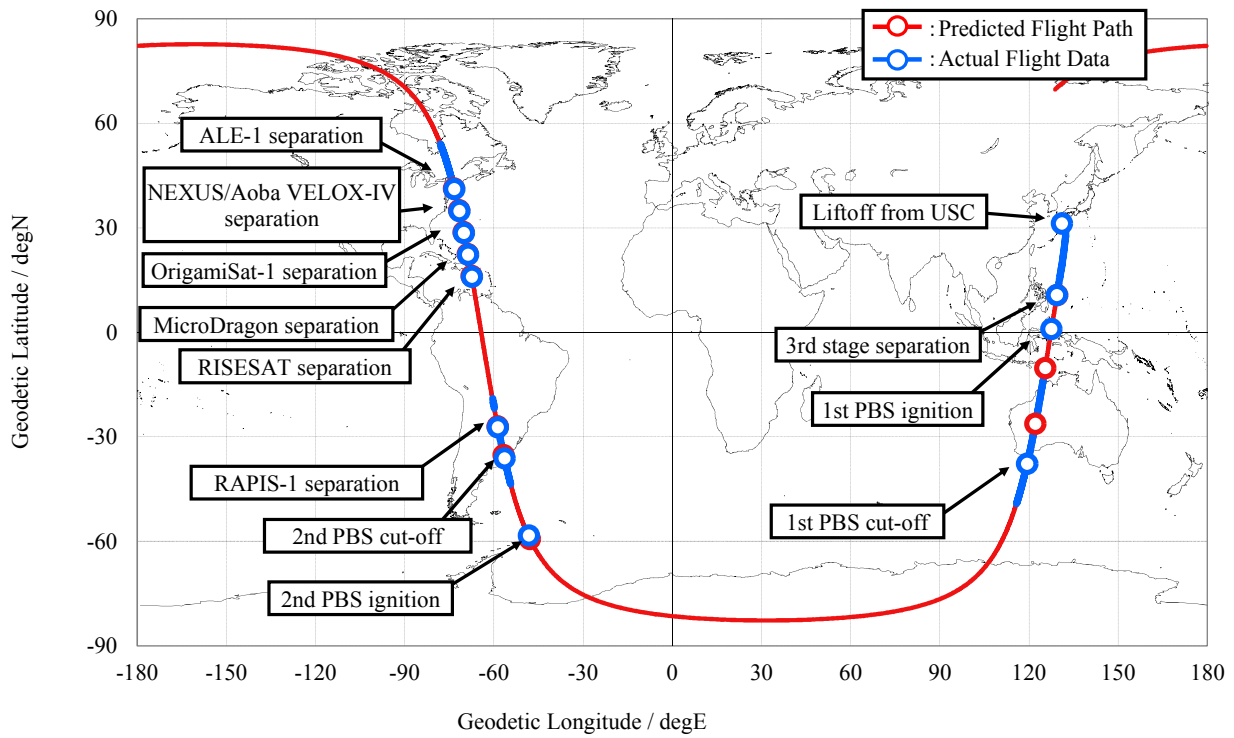 90
60
30
0
-30
-60
-90
Geodetic Latitude / degN
: Predicted Flight Path
: Actual Flight Data
ALE-1 separation
NEXUS/Aoba VELOX-IV
separation
OrigamiSat-1 separation
MicroDragon separation
RISESAT separation
RAPIS-1 separation
2nd PBS cut-off
2nd PBS ignition
Liftoff from USC
3rd stage separation
1st PBS ignition
1st PBS cut-off
-180 -150 -120 -90 -60 -30 0 30 60 90 120 150 180
Geodetic Longitude / degE